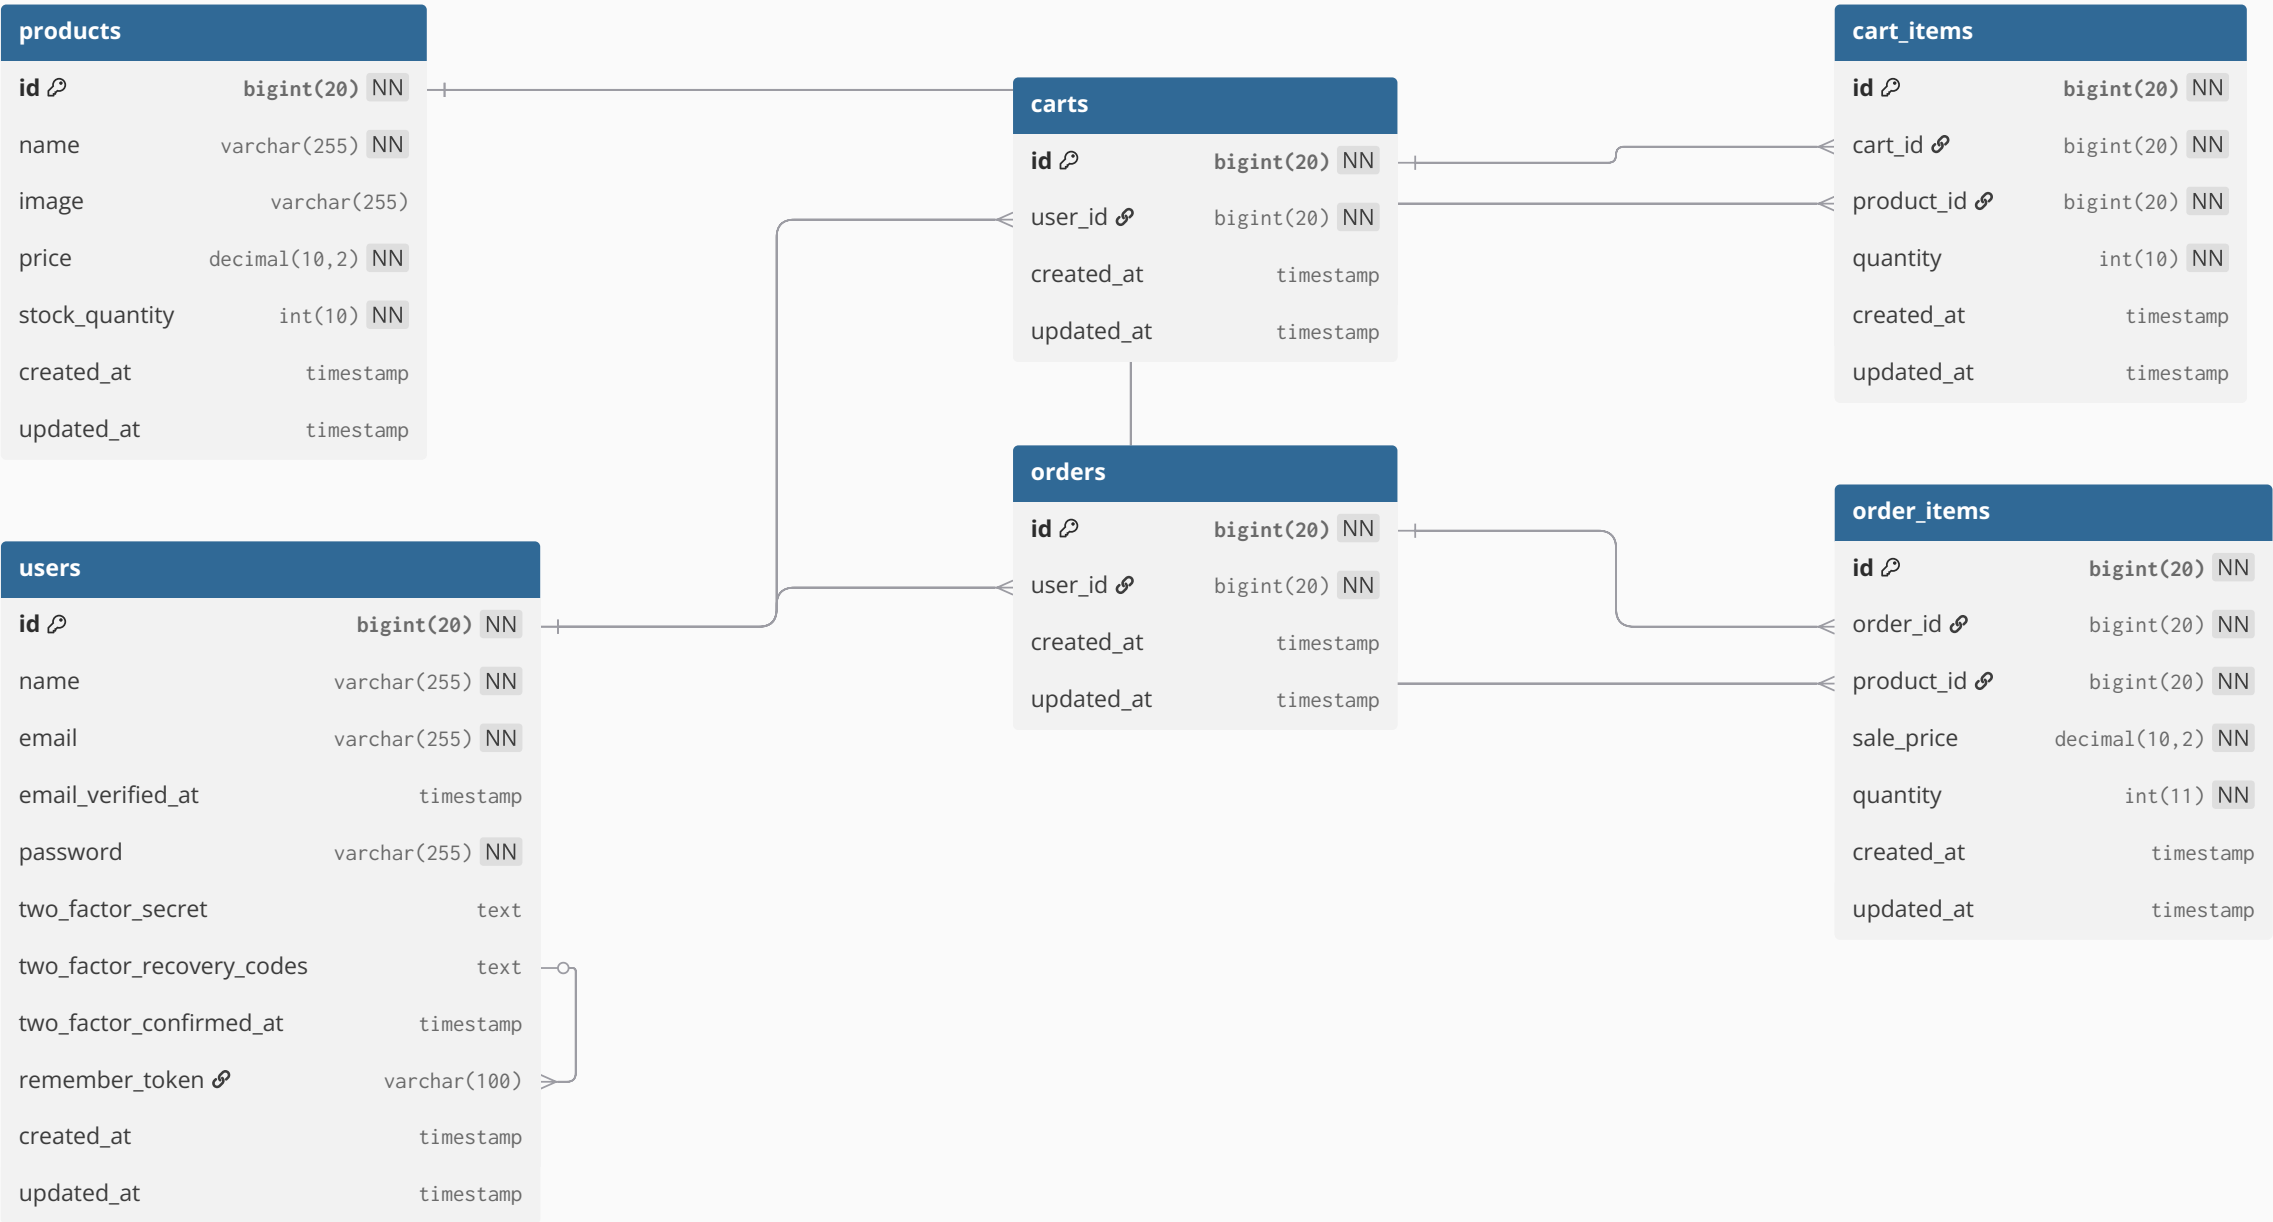 products
id bigint(20) NN
name varchar(255) NN
image varchar(255)
price decimal(10,2) NN
stock_quantity int(10) NN
created_at timestamp
updated_at timestamp
users
id bigint(20) NN
name varchar(255) NN
email varchar(255) NN
email_verified_at timestamp
password varchar(255) NN
two_factor_secret text
two_factor_recovery_codes text
two_factor_confirmed_at timestamp
remember_token varchar(100)
created_at timestamp
updated_at timestamp
carts
id bigint(20) NN
user_id bigint(20) NN
created_at timestamp
updated_at timestamp
orders
id bigint(20) NN
user_id bigint(20) NN
created_at timestamp
updated_at timestamp
cart_items
id bigint(20) NN
cart_id bigint(20) NN
product_id bigint(20) NN
quantity int(10) NN
created_at timestamp
updated_at timestamp
order_items
id bigint(20) NN
order_id bigint(20) NN
product_id bigint(20) NN
sale_price decimal(10,2) NN
quantity int(11) NN
created_at timestamp
updated_at timestamp